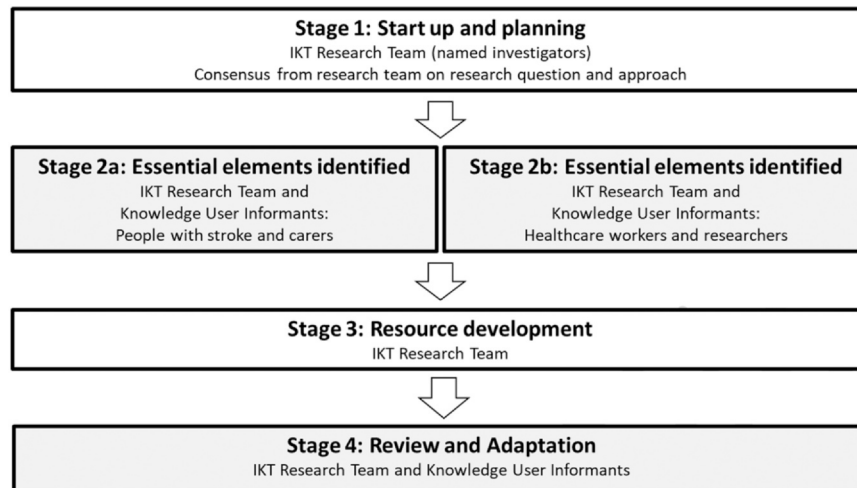 Stage 1: Start up and planning
IKT Research Team (named investigators)
Consensus from research team on research question and approach
Stage 2a: Essential elements identified
IKT Research Team and
Knowledge User Informants:
People with stroke and carers
Stage 2b: Essential elements identified
IKT Research Team and
Knowledge User Informants:
Healthcare workers and researchers
Stage 3: Resource development
IKT Research Team
Stage 4: Review and Adaptation
IKT Research Team and Knowledge User Informants